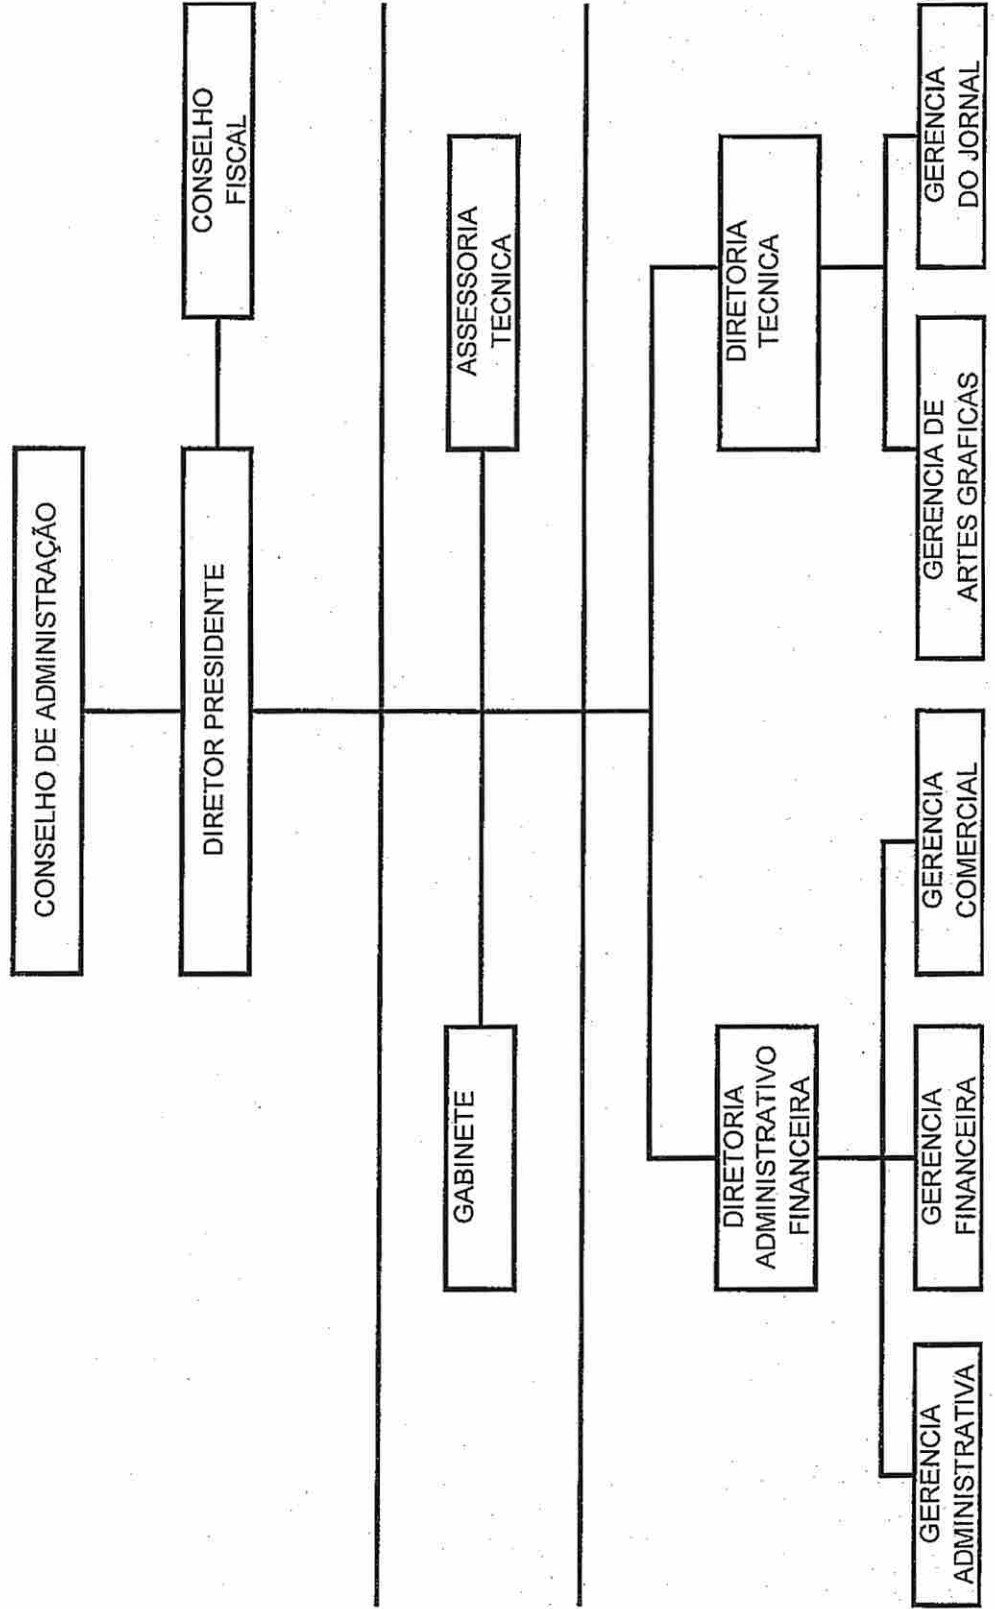 CONSELHO DE ADMINISTRAÇÃO
DIRETOR PRESIDENTE
CONSELHO
FISCAL
GABINETE
ASSESSORIA
TECNICA
DIRETORIA
ADMINISTRATIVO
FINANCEIRA
DIRETORIA
TECNICA
GERENCIA
ADMINISTRATIVA
GERENCIA
FINANCEIRA
GERENCIA
COMERCIAL
GERENCIA DE
ARTES GRAFICAS
GERENCIA
DO JORNAL